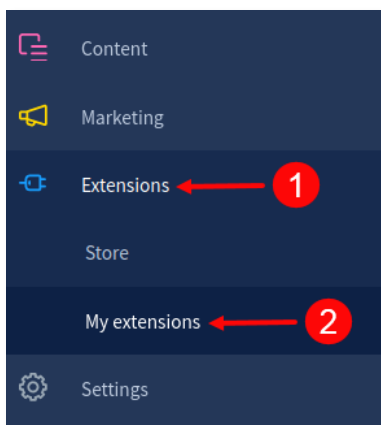 Content
Marketing
Extensions 1
Store
My extensions 2
Settings